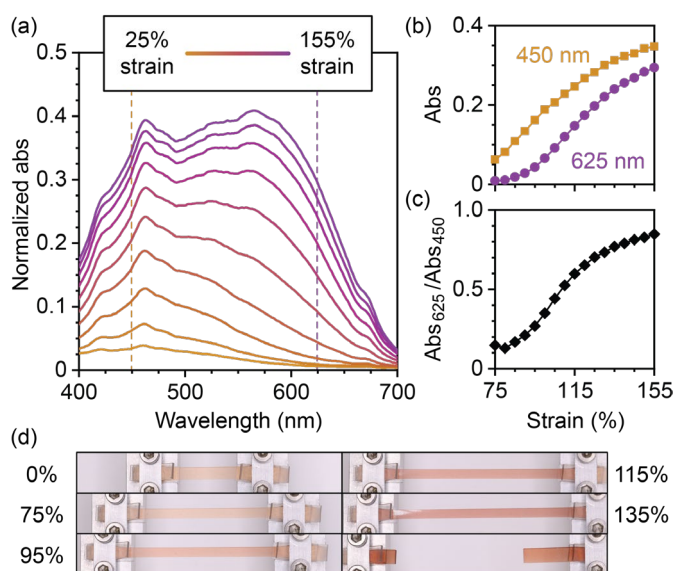 (a)
25%
strain
155%
strain
0.5
0.4
0.3
0.2
0.1
0
Normalized abs
400
500
600
700
Wavelength (nm)
(b)
0.4
0.2
0
Abs
450 nm
625 nm
(c)
1.0
0.5
0
Abs625/Abs450
75
115
155
Strain (%)
(d)
0%
115%
75%
135%
95%